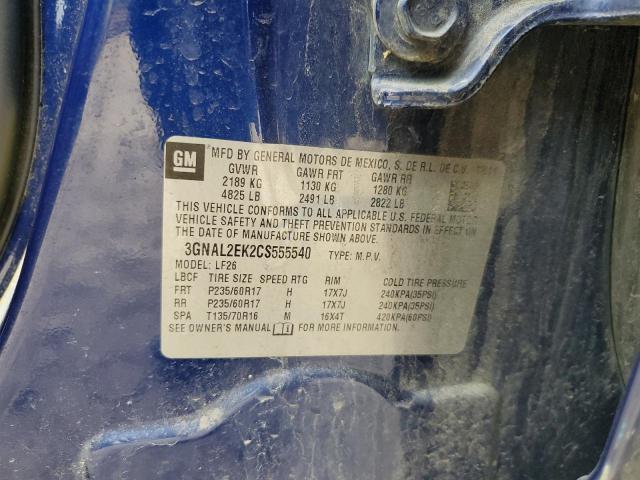 GM
MFD BY GENERAL MOTORS DE MEXICO, S. DE R.L. DE C.V.
GVWR GAWR FRT GAWR RR
2189 KG 1130 KG 1280 KG
4825 LB 2491 LB 2822 LB
THIS VEHICLE CONFORMS TO ALL APPLICABLE U.S. FEDERAL MOTOR
VEHICLE SAFETY AND THEFT PREVENTION STANDARDS IN EFFECT ON
THE DATE OF MANUFACTURE SHOWN ABOVE.
3GNAL2EK2CS555540 TYPE: M.P.V.
MODEL: LF26
LBCF TIRE SIZE SPEED RTG RIM COLD TIRE PRESSURE
FRT P235/60R17 H 17X7J 240KPA(35PSI)
RR P235/60R17 H 17X7J 240KPA(35PSI)
SPA T135/70R16 M 16X4T 420KPA(60PSI)
SEE OWNER'S MANUAL FOR MORE INFORMATION.